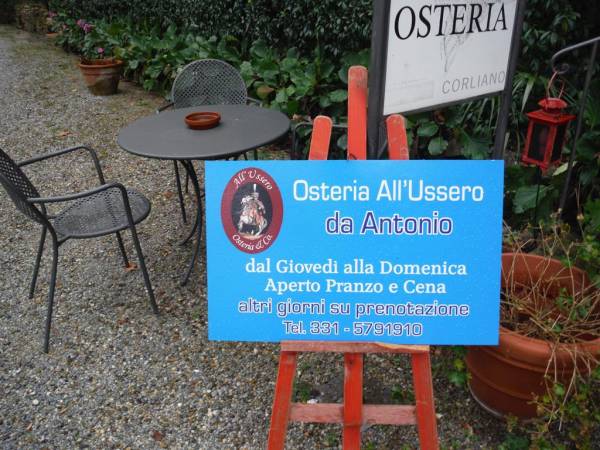 OSTERIA
CORLIANO
All'Ussero
Osteria & Co.
Osteria All'Ussero
da Antonio
dal Giovedi alla Domenica
Aperto Pranzo e Cena
altri giorni su prenotazione
Tel. 331 - 5791910